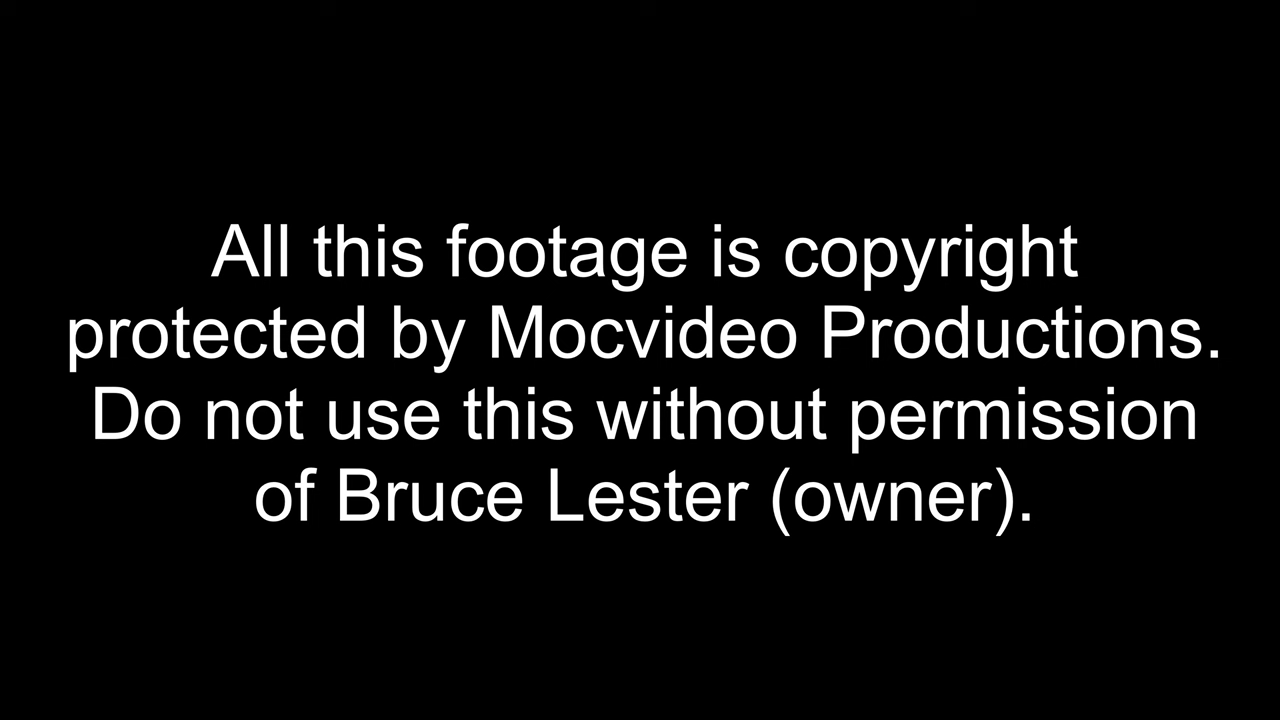 All this footage is copyright
protected by Mocvideo Productions.
Do not use this without permission
of Bruce Lester (owner).